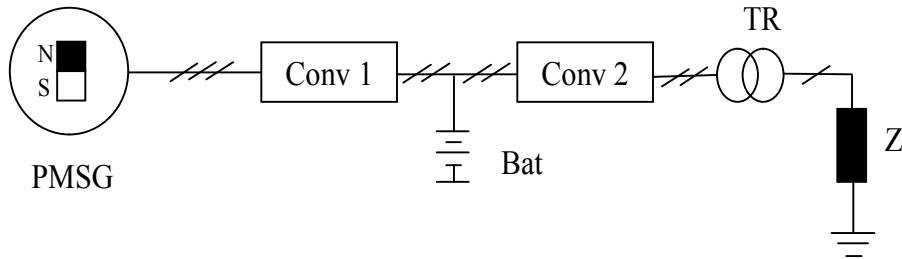 N
S
PMSG
Conv 1
Bat
Conv 2
TR
Z